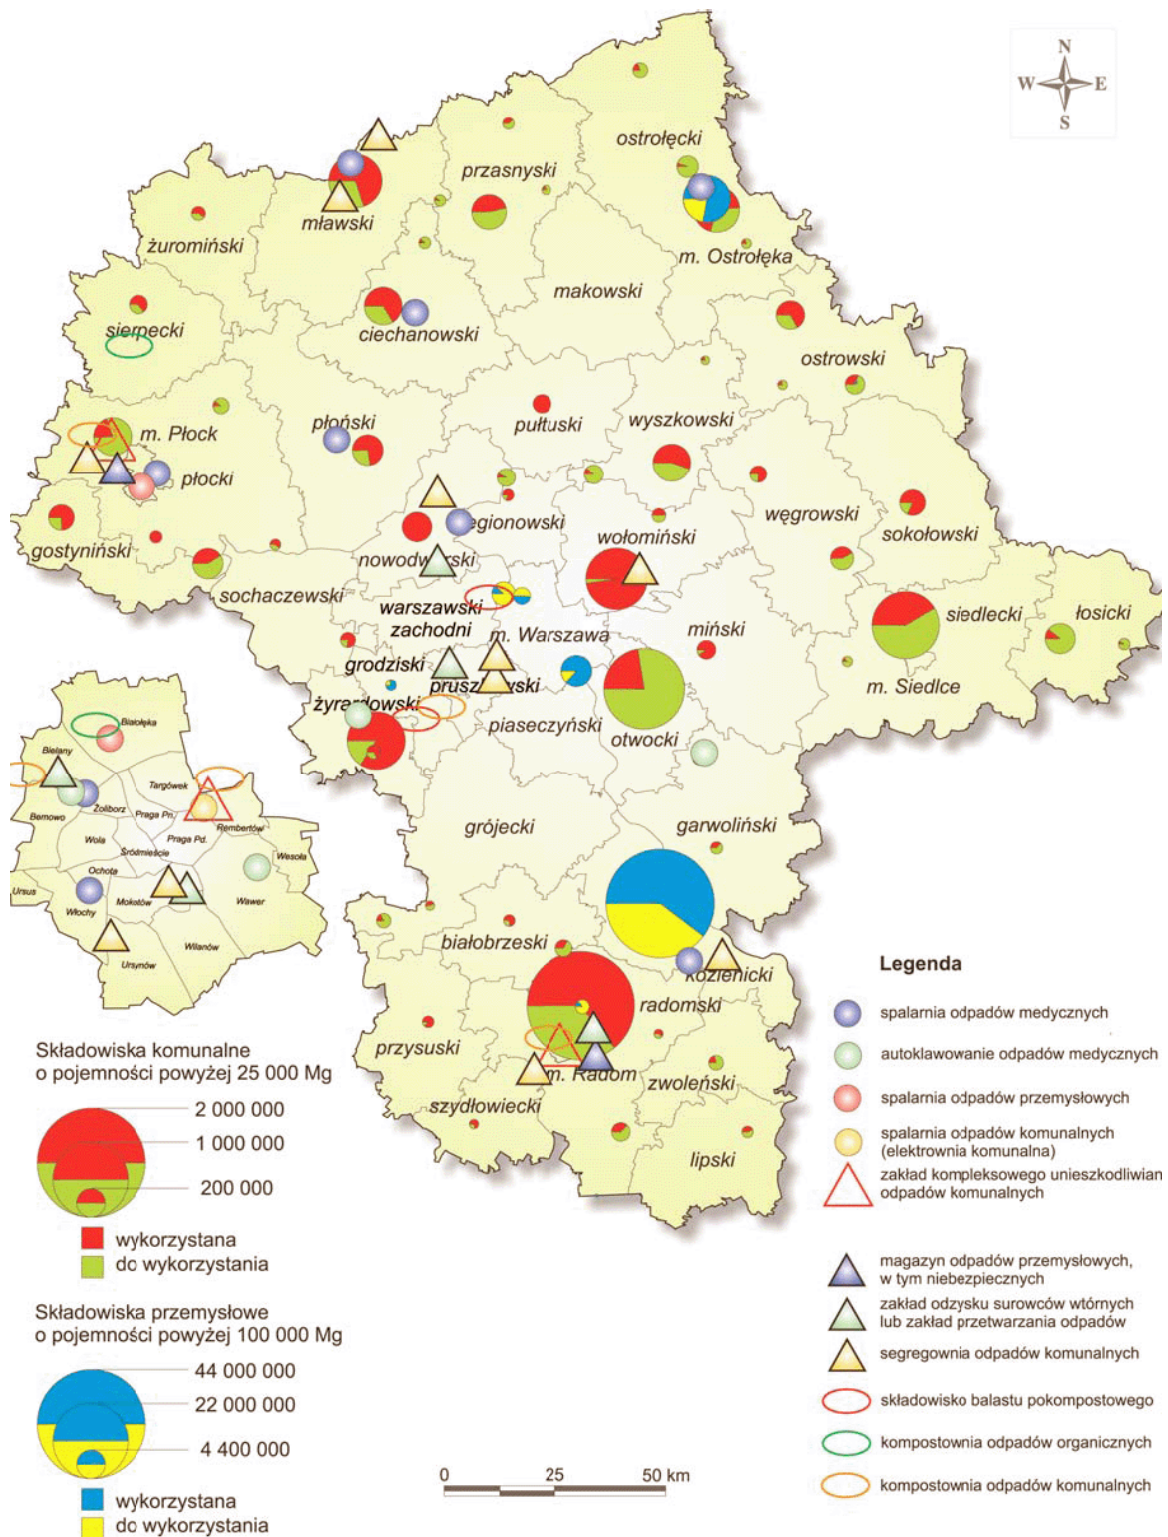 N
W E
S
ostrołęcki
przasnyski
mławski
żuromiński
m. Ostrołęka
makowski
sierpecki
ciechanowski
ostrowski
płoński
pułtuski
wyszkowski
m. Płock
płocki
węgrowski
sokołowski
gostyniński
legionowski
wołomiński
nowodworski
sochaczewski
warszawski
zachodni
m. Warszawa
miński
siedlecki
łosicki
grodziski
pruszkowski
m. Siedlce
żyrardowski
piaseczyński
otwocki
grójecki
garwoliński
białobrzeski
kozienicki
radomski
przysuski
m. Radom
zwoleński
szydłowiecki
lipski
Białołęka
Bielany
Targówek
Żoliborz
Bemowo
Praga Pn.
Rembertów
Wola
Praga Pd.
Śródmieście
Wesoła
Ochota
Ursus
Włochy
Mokotów
Wawer
Wilanów
Ursynów
Składowiska komunalne
o pojemności powyżej 25 000 Mg
2 000 000
1 000 000
200 000
wykorzystana
do wykorzystania
Składowiska przemysłowe
o pojemności powyżej 100 000 Mg
44 000 000
22 000 000
4 400 000
wykorzystana
do wykorzystania
0 25 50 km
Legenda
spalarnia odpadów medycznych
autoklawowanie odpadów medycznych
spalarnia odpadów przemysłowych
spalarnia odpadów komunalnych
(elektrownia komunalna)
zakład kompleksowego unieszkodliwian
odpadów komunalnych
magazyn odpadów przemysłowych,
w tym niebezpiecznych
zakład odzysku surowców wtórnych
lub zakład przetwarzania odpadów
segregownia odpadów komunalnych
składowisko balastu pokompostowego
kompostownia odpadów organicznych
kompostownia odpadów komunalnych